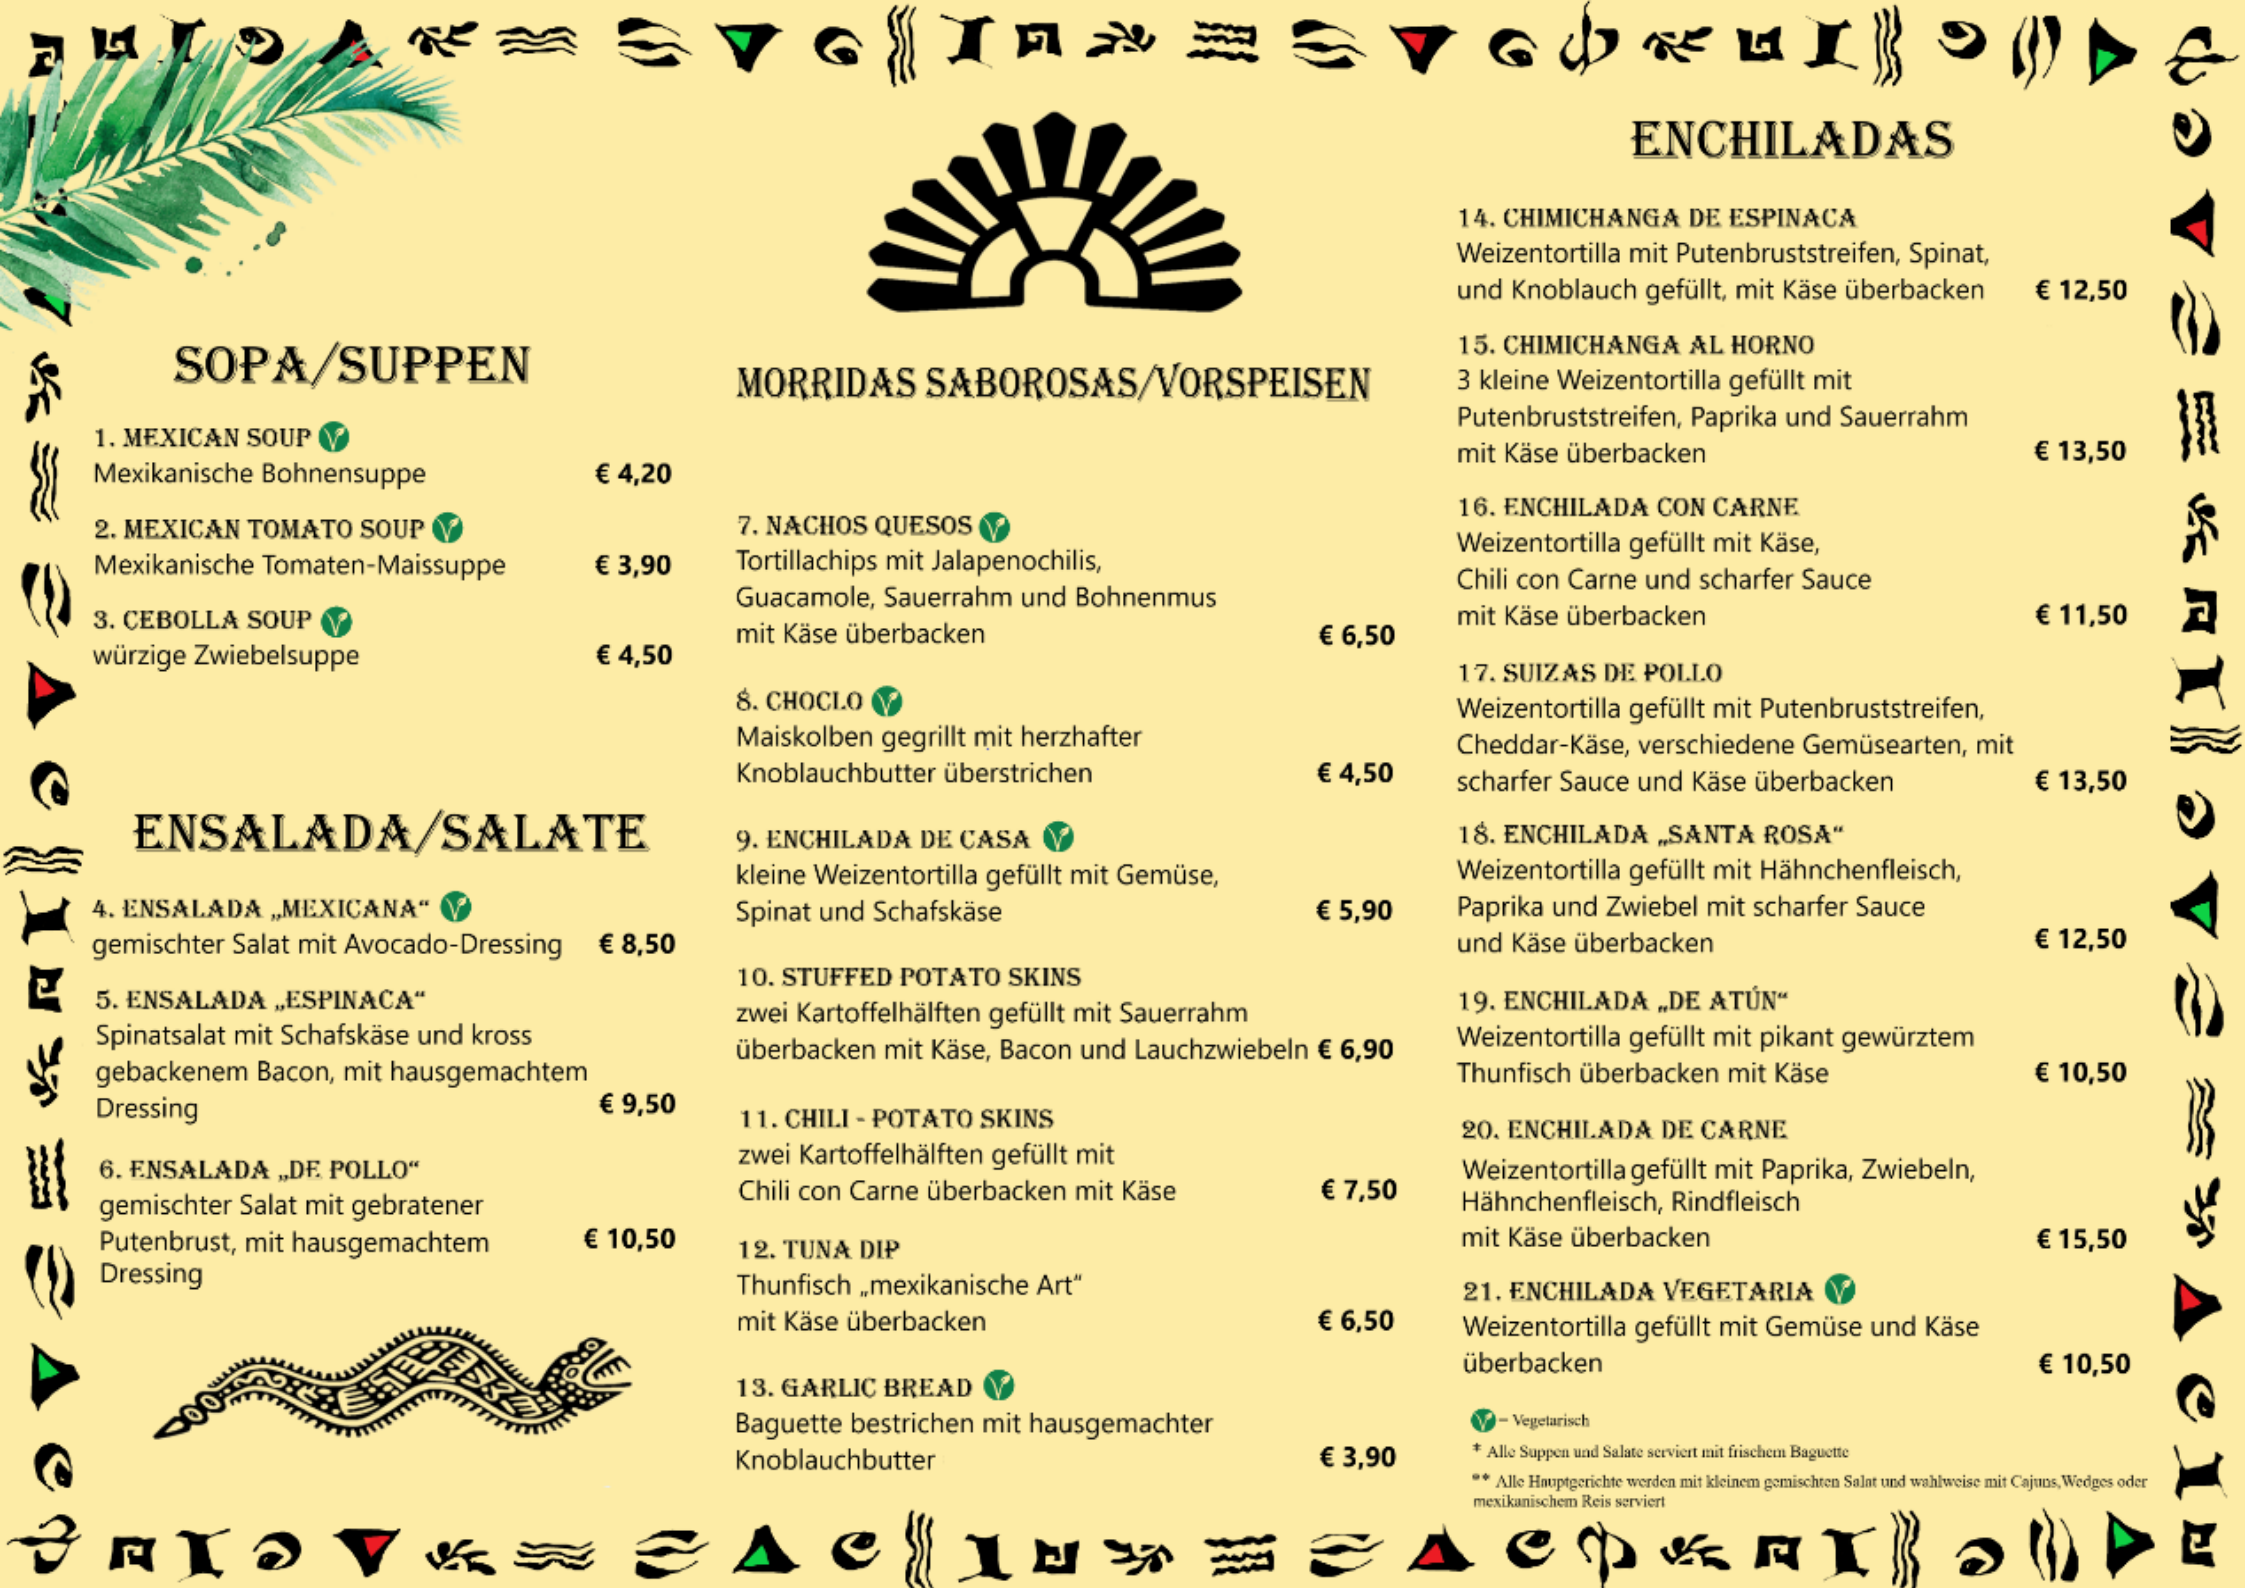 SOPA/SUPPEN
1. MEXICAN SOUP
Mexikanische Bohnensuppe € 4,20
2. MEXICAN TOMATO SOUP
Mexikanische Tomaten-Maissuppe € 3,90
3. CEBOLLA SOUP
würzige Zwiebelsuppe € 4,50
ENSALADA/SALATE
4. ENSALADA „MEXICANA“
gemischter Salat mit Avocado-Dressing € 8,50
5. ENSALADA „ESPINACA“
Spinatsalat mit Schafskäse und kross
gebackenem Bacon, mit hausgemachtem
Dressing € 9,50
6. ENSALADA „DE POLLO“
gemischter Salat mit gebratener
Putenbrust, mit hausgemachtem € 10,50
Dressing
MORRIDAS SABOROSAS/VORSPEISEN
7. NACHOS QUESOS
Tortillachips mit Jalapenochilis,
Guacamole, Sauerrahm und Bohnenmus
mit Käse überbacken € 6,50
8. CHOCLO
Maiskolben gegrillt mit herzhafter
Knoblauchbutter überstrichen € 4,50
9. ENCHILADA DE CASA
kleine Weizentortilla gefüllt mit Gemüse,
Spinat und Schafskäse € 5,90
10. STUFFED POTATO SKINS
zwei Kartoffelhälften gefüllt mit Sauerrahm
überbacken mit Käse, Bacon und Lauchzwiebeln € 6,90
11. CHILI - POTATO SKINS
zwei Kartoffelhälften gefüllt mit
Chili con Carne überbacken mit Käse € 7,50
12. TUNA DIP
Thunfisch „mexikanische Art“
mit Käse überbacken € 6,50
13. GARLIC BREAD
Baguette bestrichen mit hausgemachter
Knoblauchbutter € 3,90
ENCHILADAS
14. CHIMICHANGA DE ESPINACA
Weizentortilla mit Putenbruststreifen, Spinat,
und Knoblauch gefüllt, mit Käse überbacken € 12,50
15. CHIMICHANGA AL HORNO
3 kleine Weizentortilla gefüllt mit
Putenbruststreifen, Paprika und Sauerrahm
mit Käse überbacken € 13,50
16. ENCHILADA CON CARNE
Weizentortilla gefüllt mit Käse,
Chili con Carne und scharfer Sauce
mit Käse überbacken € 11,50
17. SUIZAS DE POLLO
Weizentortilla gefüllt mit Putenbruststreifen,
Cheddar-Käse, verschiedene Gemüsearten, mit
scharfer Sauce und Käse überbacken € 13,50
18. ENCHILADA „SANTA ROSA“
Weizentortilla gefüllt mit Hähnchenfleisch,
Paprika und Zwiebel mit scharfer Sauce
und Käse überbacken € 12,50
19. ENCHILADA „DE ATÚN“
Weizentortilla gefüllt mit pikant gewürztem
Thunfisch überbacken mit Käse € 10,50
20. ENCHILADA DE CARNE
Weizentortilla gefüllt mit Paprika, Zwiebeln,
Hähnchenfleisch, Rindfleisch
mit Käse überbacken € 15,50
21. ENCHILADA VEGETARIA
Weizentortilla gefüllt mit Gemüse und Käse
überbacken € 10,50
= Vegetarisch
* Alle Suppen und Salate serviert mit frischem Baguette
** Alle Hauptgerichte werden mit kleinem gemischten Salat und wahlweise mit Cajuns,Wedges oder
mexikanischem Reis serviert